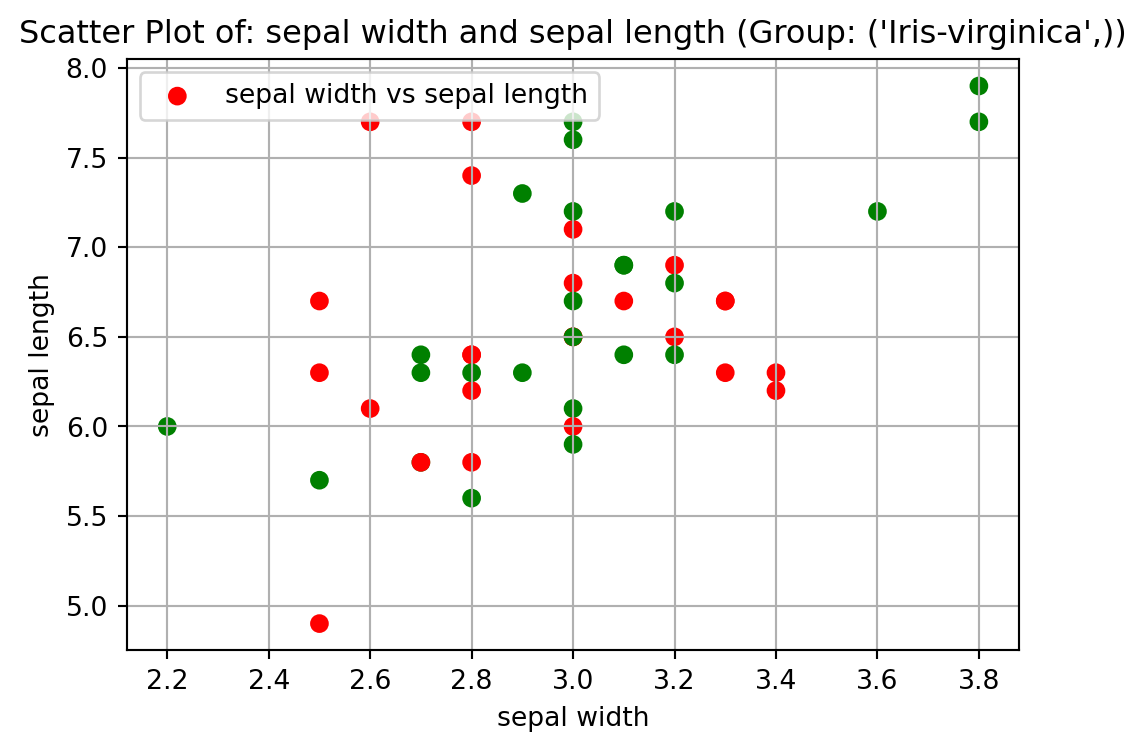 Scatter Plot of: sepal width and sepal length (Group: ('Iris-virginica',))
sepal width vs sepal length
8.0
7.5
7.0
6.5
6.0
5.5
5.0
sepal length
2.2 2.4 2.6 2.8 3.0 3.2 3.4 3.6 3.8
sepal width